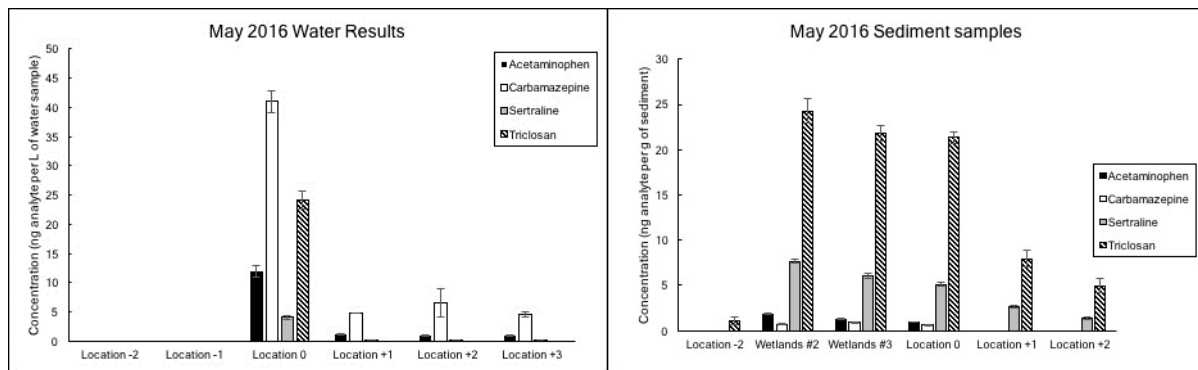 May 2016 Water Results
Concentration (ng analyte per L of water sample)
50
45
40
35
30
25
20
15
10
5
0
Acetaminophen
Carbamazepine
Sertraline
Triclosan
Location -2 Location -1 Location 0 Location +1 Location +2 Location +3
May 2016 Sediment samples
Concentration (ng analyte per g of sediment)
30
25
20
15
10
5
0
Acetaminophen
Carbamazepine
Sertraline
Triclosan
Location -2 Wetlands #2 Wetlands #3 Location 0 Location +1 Location +2